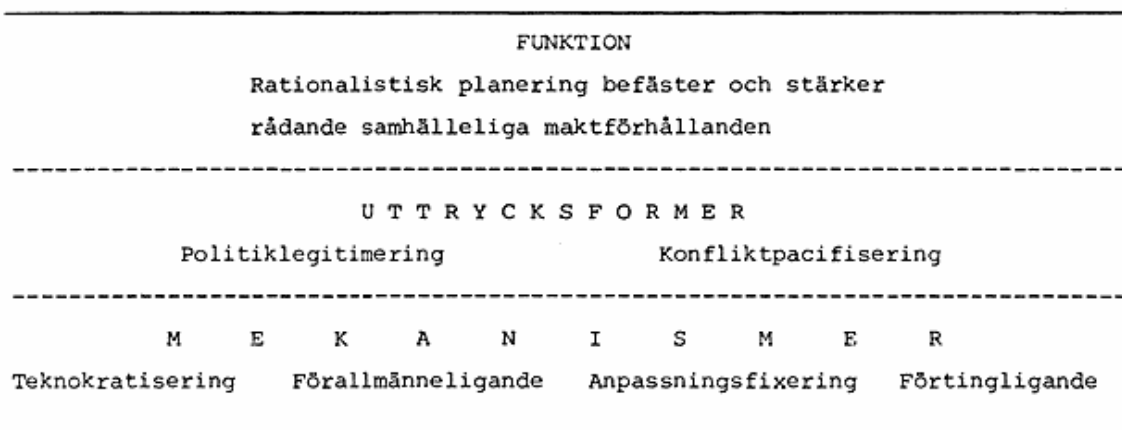 FUNKTION
Rationalistisk planering befäster och stärker
rådande samhälleliga maktförhållanden
U T T R Y C K S F O R M E R
Politiklegitimering Konfliktpacifisering
M E K A N I S M E R
Teknokratisering Förallmänneligande Anpassningsfixering Förtingligande